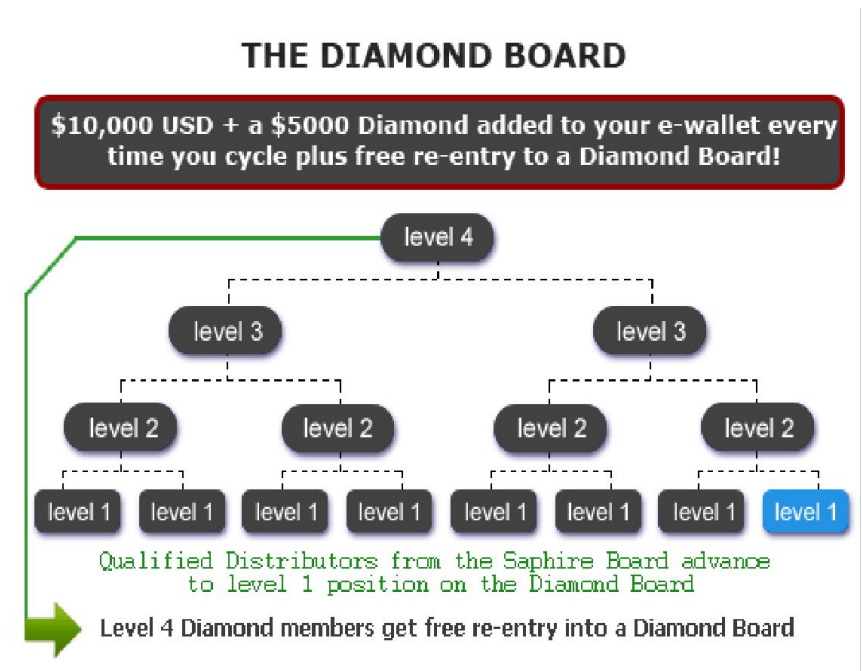 THE DIAMOND BOARD
$10,000 USD + a $5000 Diamond added to your e-wallet every
time you cycle plus free re-entry to a Diamond Board!
level 4
level 3 level 3
level 2 level 2 level 2 level 2
level 1 level 1 level 1 level 1 level 1 level 1 level 1 level 1
Qualified Distributors from the Saphire Board advance
to level 1 position on the Diamond Board
Level 4 Diamond members get free re-entry into a Diamond Board